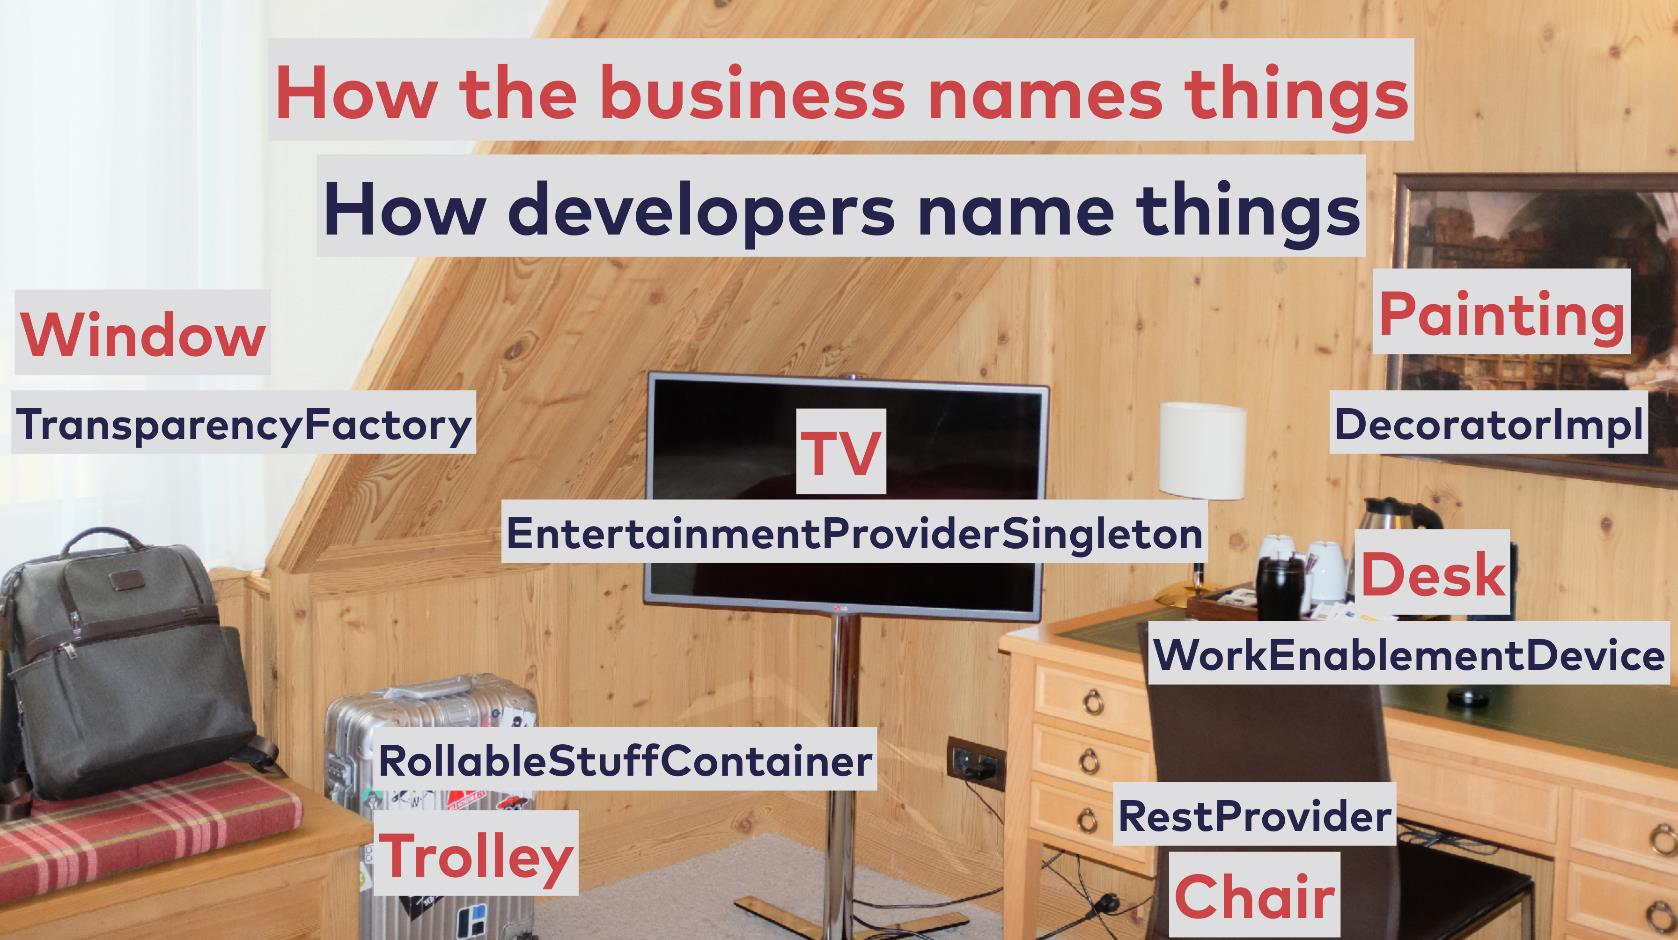 How the business names things
How developers name things
Window
TransparencyFactory
Painting
DecoratorImpl
TV
EntertainmentProviderSingleton
Desk
WorkEnablementDevice
RollableStuffContainer
Trolley
RestProvider
Chair